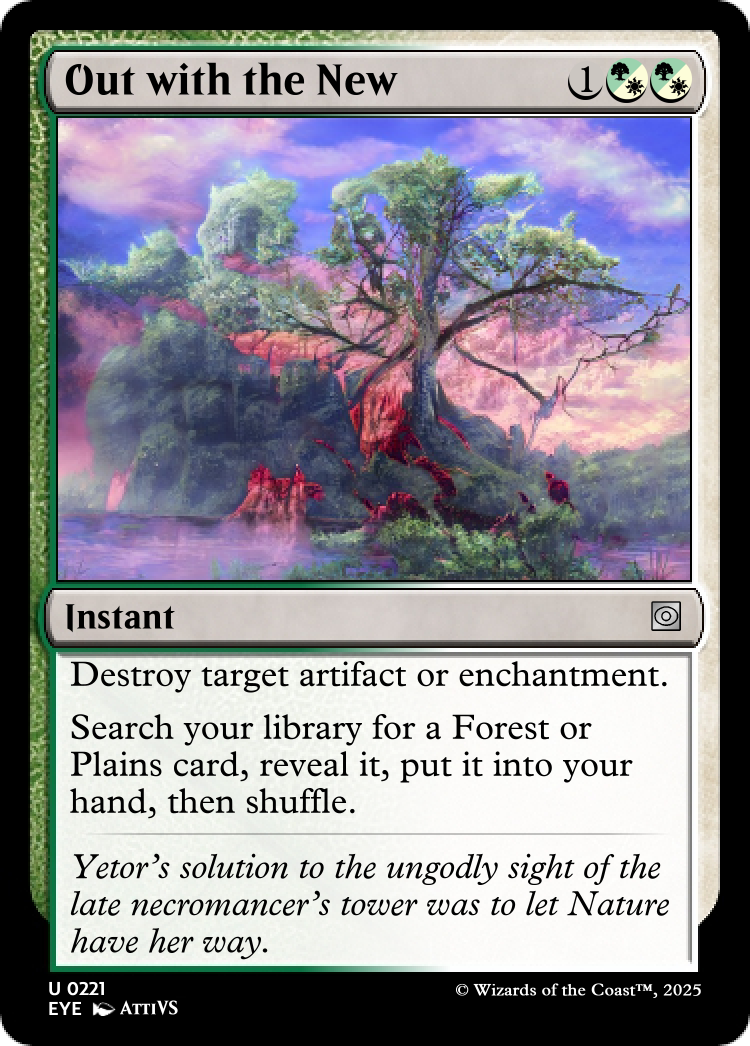 Out with the New 1
Instant
Destroy target artifact or enchantment.
Search your library for a Forest or
Plains card, reveal it, put it into your
hand, then shuffle.
Yetor's solution to the ungodly sight of the
late necromancer's tower was to let Nature
have her way.
U 0221
EYE AttiVS
© Wizards of the Coast™, 2025